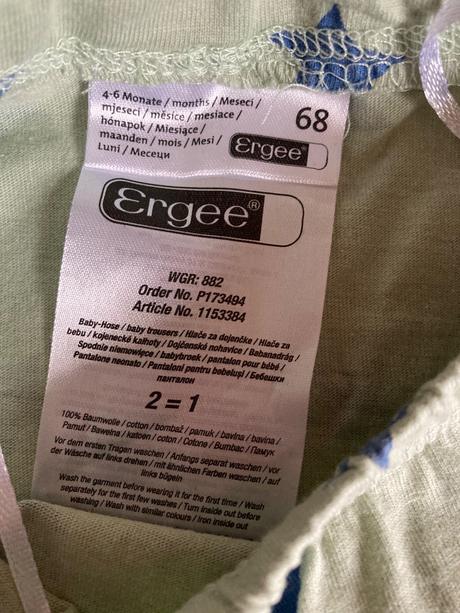 4-6 Monate / months / Meseci /
mjeseci / měsíce / mesiace /
hónapok / Miesiące /
maanden / mois / Mesi /
Luni / Месеци
68
Ergee®
Ergee®
WGR: 882
Order No. P173494
Article No. 1153384
Baby-Hose / baby trousers / Hlače za dojenčke / Hlače za
bebu / kojenecké kalhoty / Dojčenské nohavice / Babanadrág /
Spodnie niemowięce / babybroek / pantalon pour bébé /
Pantalone neonato / Pantaloni pentru bebeluși / Бебешки
панталон
2 = 1
100% Baumwolle / cotton / bombaž / pamuk / bavlna / bavlna /
Pamut / Bawełna / katoen / coton / Cotone / Bumbac / Памук
Vor dem ersten Tragen waschen / Anfangs separat waschen / vor
der Wäsche auf links drehen / mit ähnlichen Farben waschen / auf
links bügeln
Wash the garment before wearing it for the first time / Wash
separately for the first few washes / Turn inside out before
washing / Wash with similar colours / Iron inside out